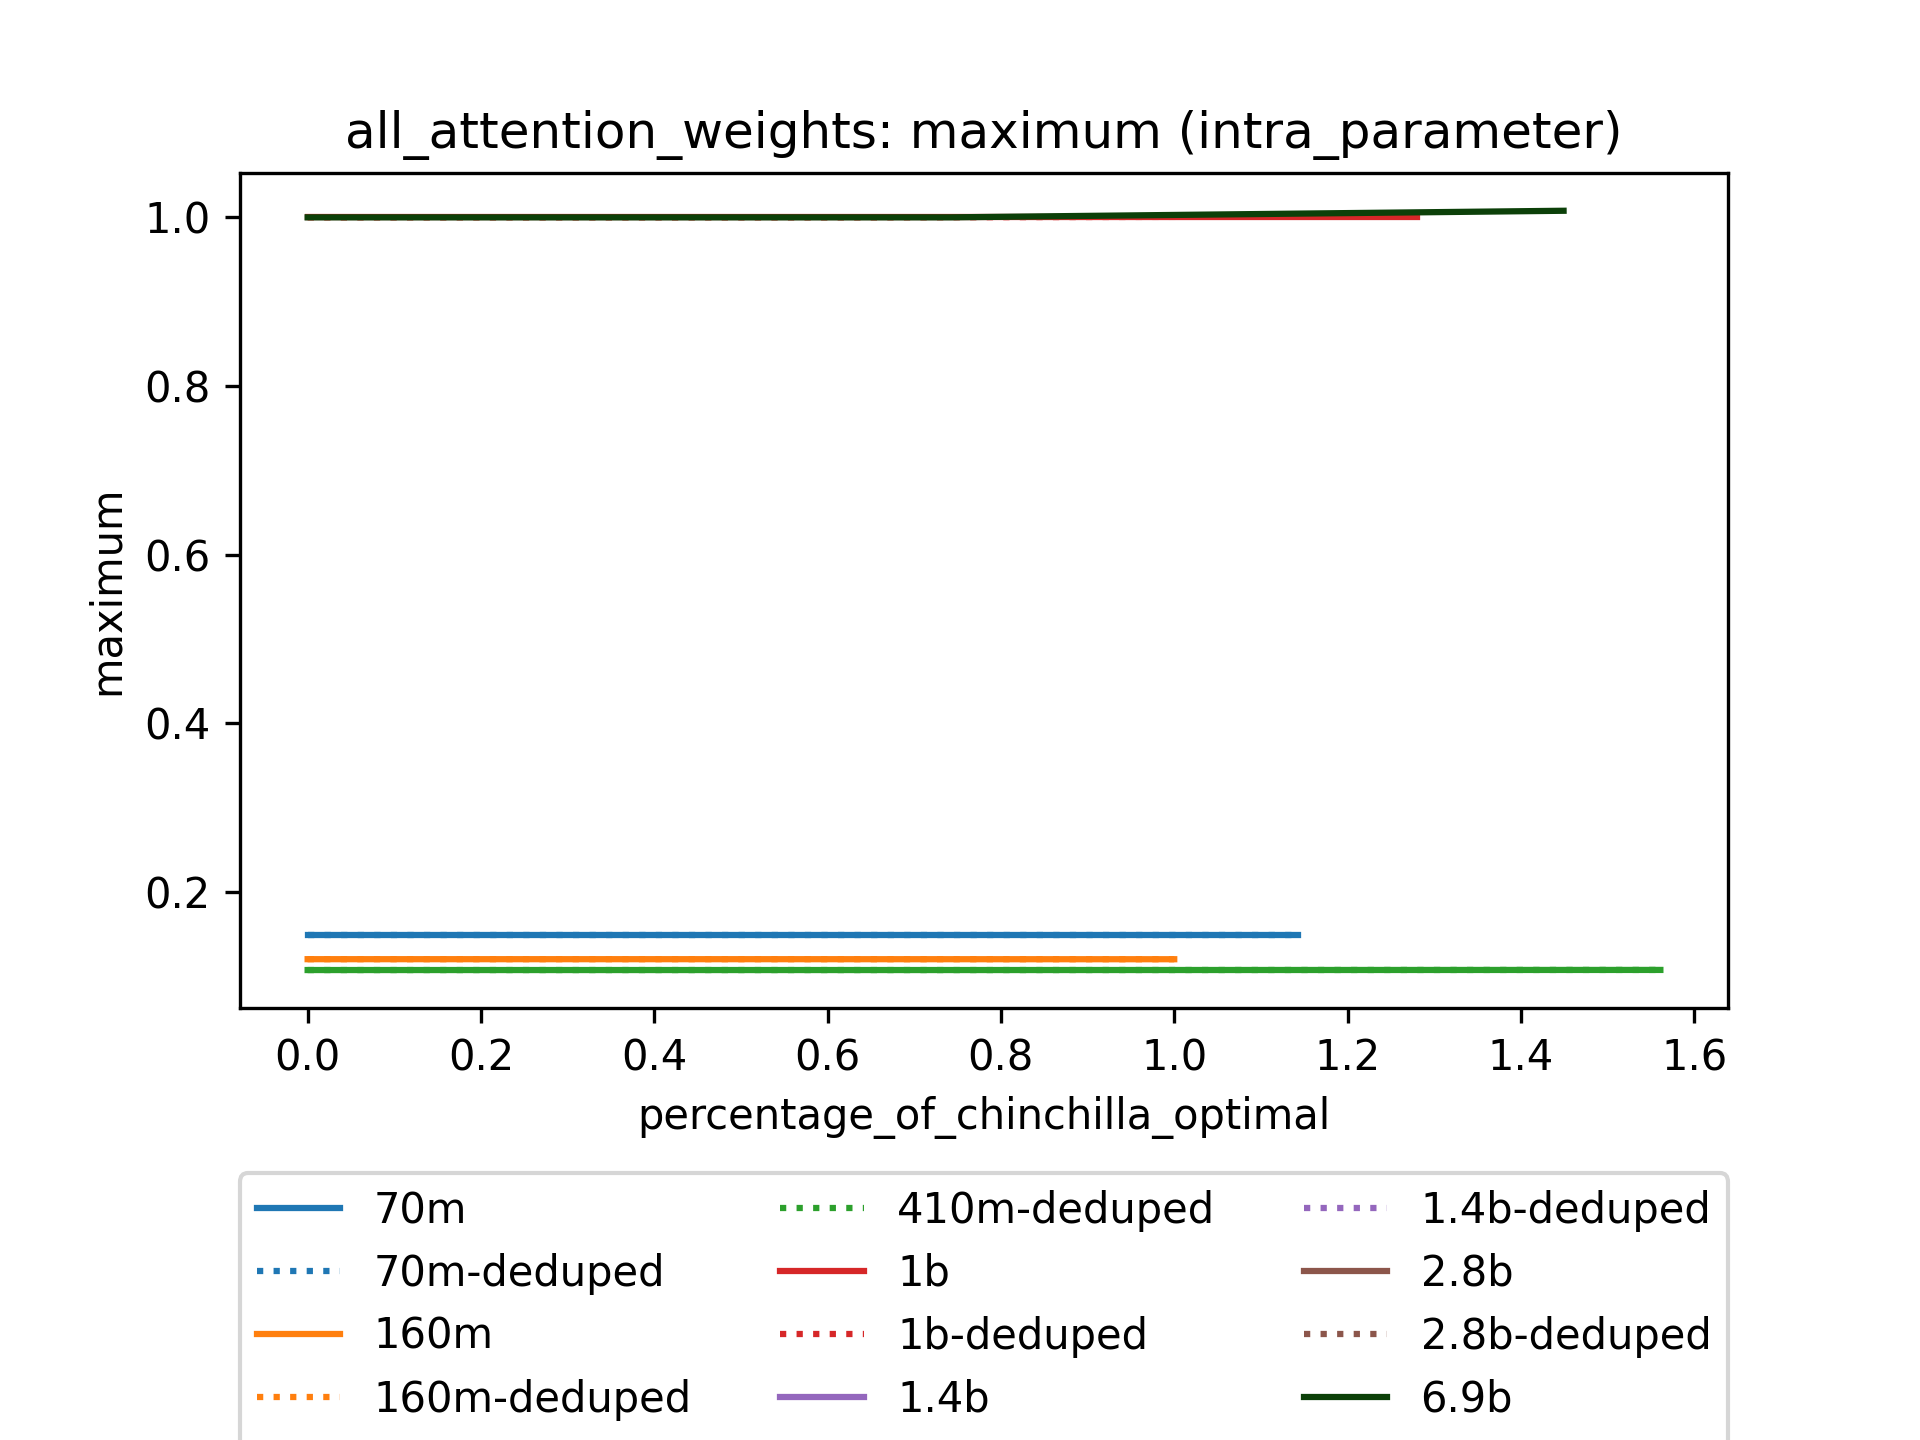 all_attention_weights: maximum (intra_parameter)
1.0
0.8
0.6
0.4
0.2
maximum
0.0 0.2 0.4 0.6 0.8 1.0 1.2 1.4 1.6
percentage_of_chinchilla_optimal
70m
70m-deduped
160m
160m-deduped
410m-deduped
1b
1b-deduped
1.4b
1.4b-deduped
2.8b
2.8b-deduped
6.9b